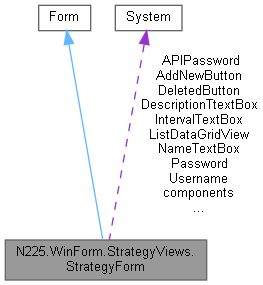 Form
System
APIPassword
AddNewButton
DeletedButton
DescriptionTtextBox
IntervalTextBox
ListDataGridView
NameTextBox
Password
Username
components
...
N225.WinForm.StrategyViews.
StrategyForm